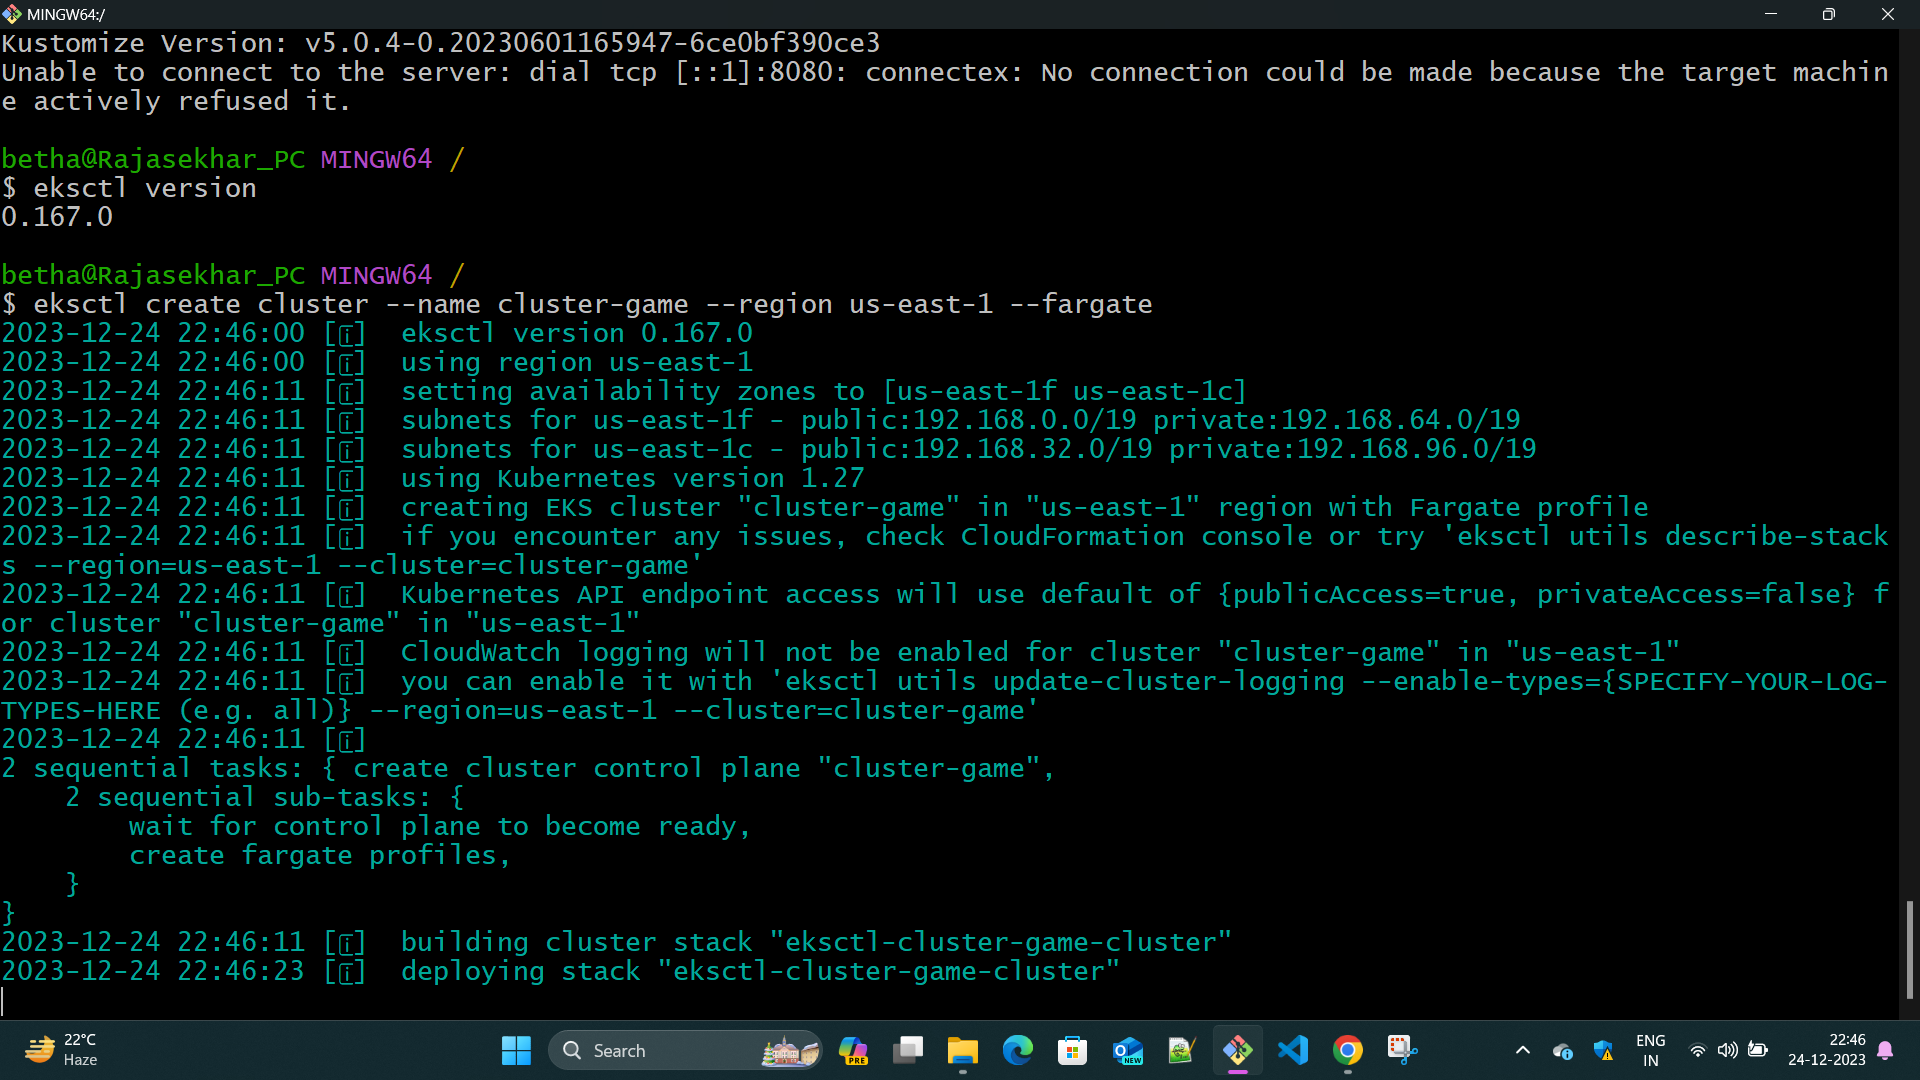 MINGW64:/
Kustomize Version: v5.0.4-0.20230601165947-6ce0bf390ce3
Unable to connect to the server: dial tcp [::1]:8080: connectex: No connection could be made because the target machin
e actively refused it.
betha@Rajasekhar_PC MINGW64 /
$ eksctl version
0.167.0
betha@Rajasekhar_PC MINGW64 /
$ eksctl create cluster --name cluster-game --region us-east-1 --fargate
2023-12-24 22:46:00 [ℹ]  eksctl version 0.167.0
2023-12-24 22:46:00 [ℹ]  using region us-east-1
2023-12-24 22:46:11 [ℹ]  setting availability zones to [us-east-1f us-east-1c]
2023-12-24 22:46:11 [ℹ]  subnets for us-east-1f - public:192.168.0.0/19 private:192.168.64.0/19
2023-12-24 22:46:11 [ℹ]  subnets for us-east-1c - public:192.168.32.0/19 private:192.168.96.0/19
2023-12-24 22:46:11 [ℹ]  using Kubernetes version 1.27
2023-12-24 22:46:11 [ℹ]  creating EKS cluster "cluster-game" in "us-east-1" region with Fargate profile
2023-12-24 22:46:11 [ℹ]  if you encounter any issues, check CloudFormation console or try 'eksctl utils describe-stack
s --region=us-east-1 --cluster=cluster-game'
2023-12-24 22:46:11 [ℹ]  Kubernetes API endpoint access will use default of {publicAccess=true, privateAccess=false} f
or cluster "cluster-game" in "us-east-1"
2023-12-24 22:46:11 [ℹ]  CloudWatch logging will not be enabled for cluster "cluster-game" in "us-east-1"
2023-12-24 22:46:11 [ℹ]  you can enable it with 'eksctl utils update-cluster-logging --enable-types={SPECIFY-YOUR-LOG-
TYPES-HERE (e.g. all)} --region=us-east-1 --cluster=cluster-game'
2023-12-24 22:46:11 [ℹ]
2 sequential tasks: { create cluster control plane "cluster-game",
    2 sequential sub-tasks: {
        wait for control plane to become ready,
        create fargate profiles,
    }
}
2023-12-24 22:46:11 [ℹ]  building cluster stack "eksctl-cluster-game-cluster"
2023-12-24 22:46:23 [ℹ]  deploying stack "eksctl-cluster-game-cluster"
22°C
Haze
Search
PRE
NEW
ENG
IN
22:46
24-12-2023